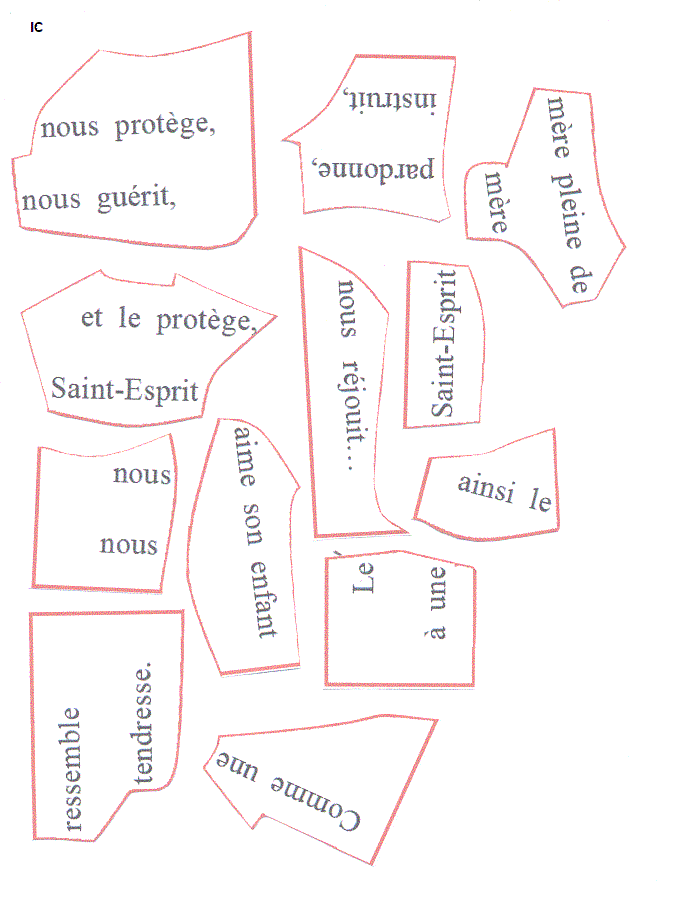 IC
nous protège,
nous guérit,
instruit,
pardonne,
mère pleine de
mère
et le protège,
Saint-Esprit
nous réjouit...
Saint-Esprit
ainsi le
nous
nous
aime son enfant
Le
à une
ressemble
tendresse.
Comme une